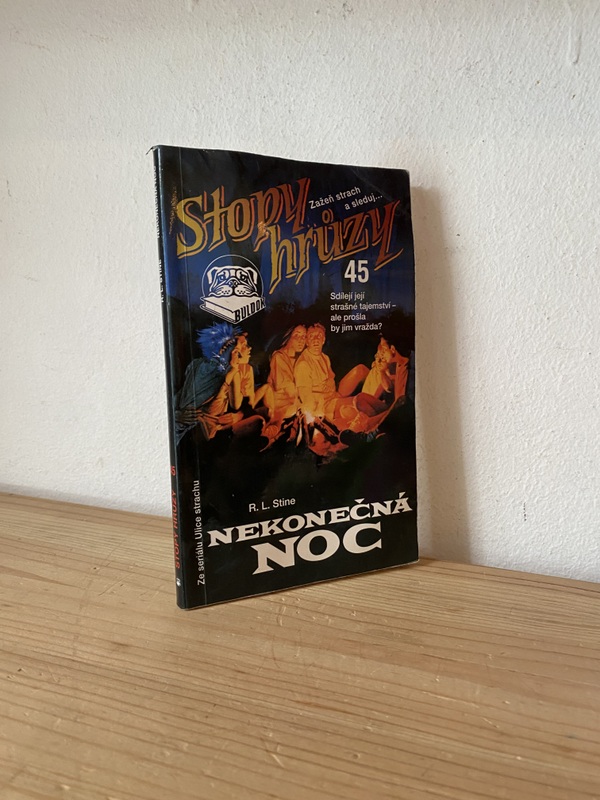 Zažeň strach
a sleduj...
Stopy
hrůzy
45
BULDOK
Sdílejí její
strašné tajemství –
ale prošla
by jim vražda?
Ze seriálu Ulice strachu
R. L. Stine
NEKONEČNÁ
NOC
R. L. STINE
STOPY HRŮZY